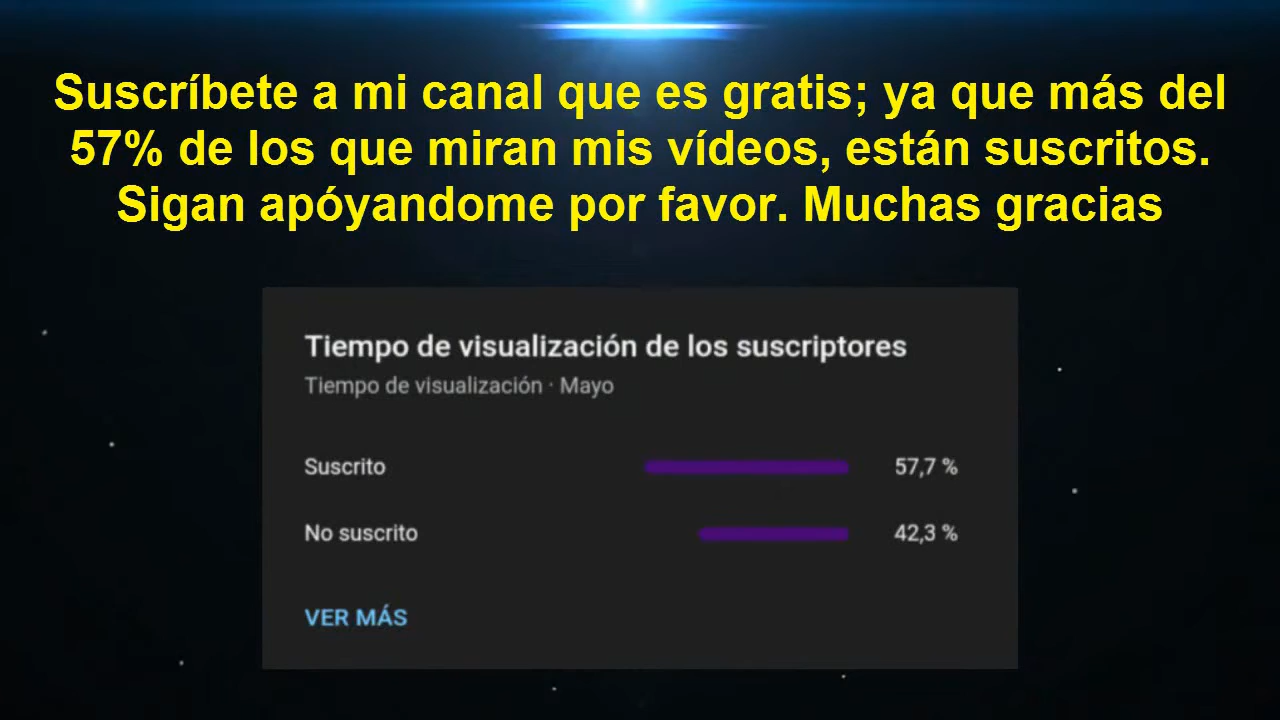 Suscríbete a mi canal que es gratis; ya que más del
57% de los que miran mis vídeos, están suscritos.
Sigan apóyandome por favor. Muchas gracias
Tiempo de visualización de los suscriptores
Tiempo de visualización · Mayo
Suscrito 57,7 %
No suscrito 42,3 %
VER MÁS